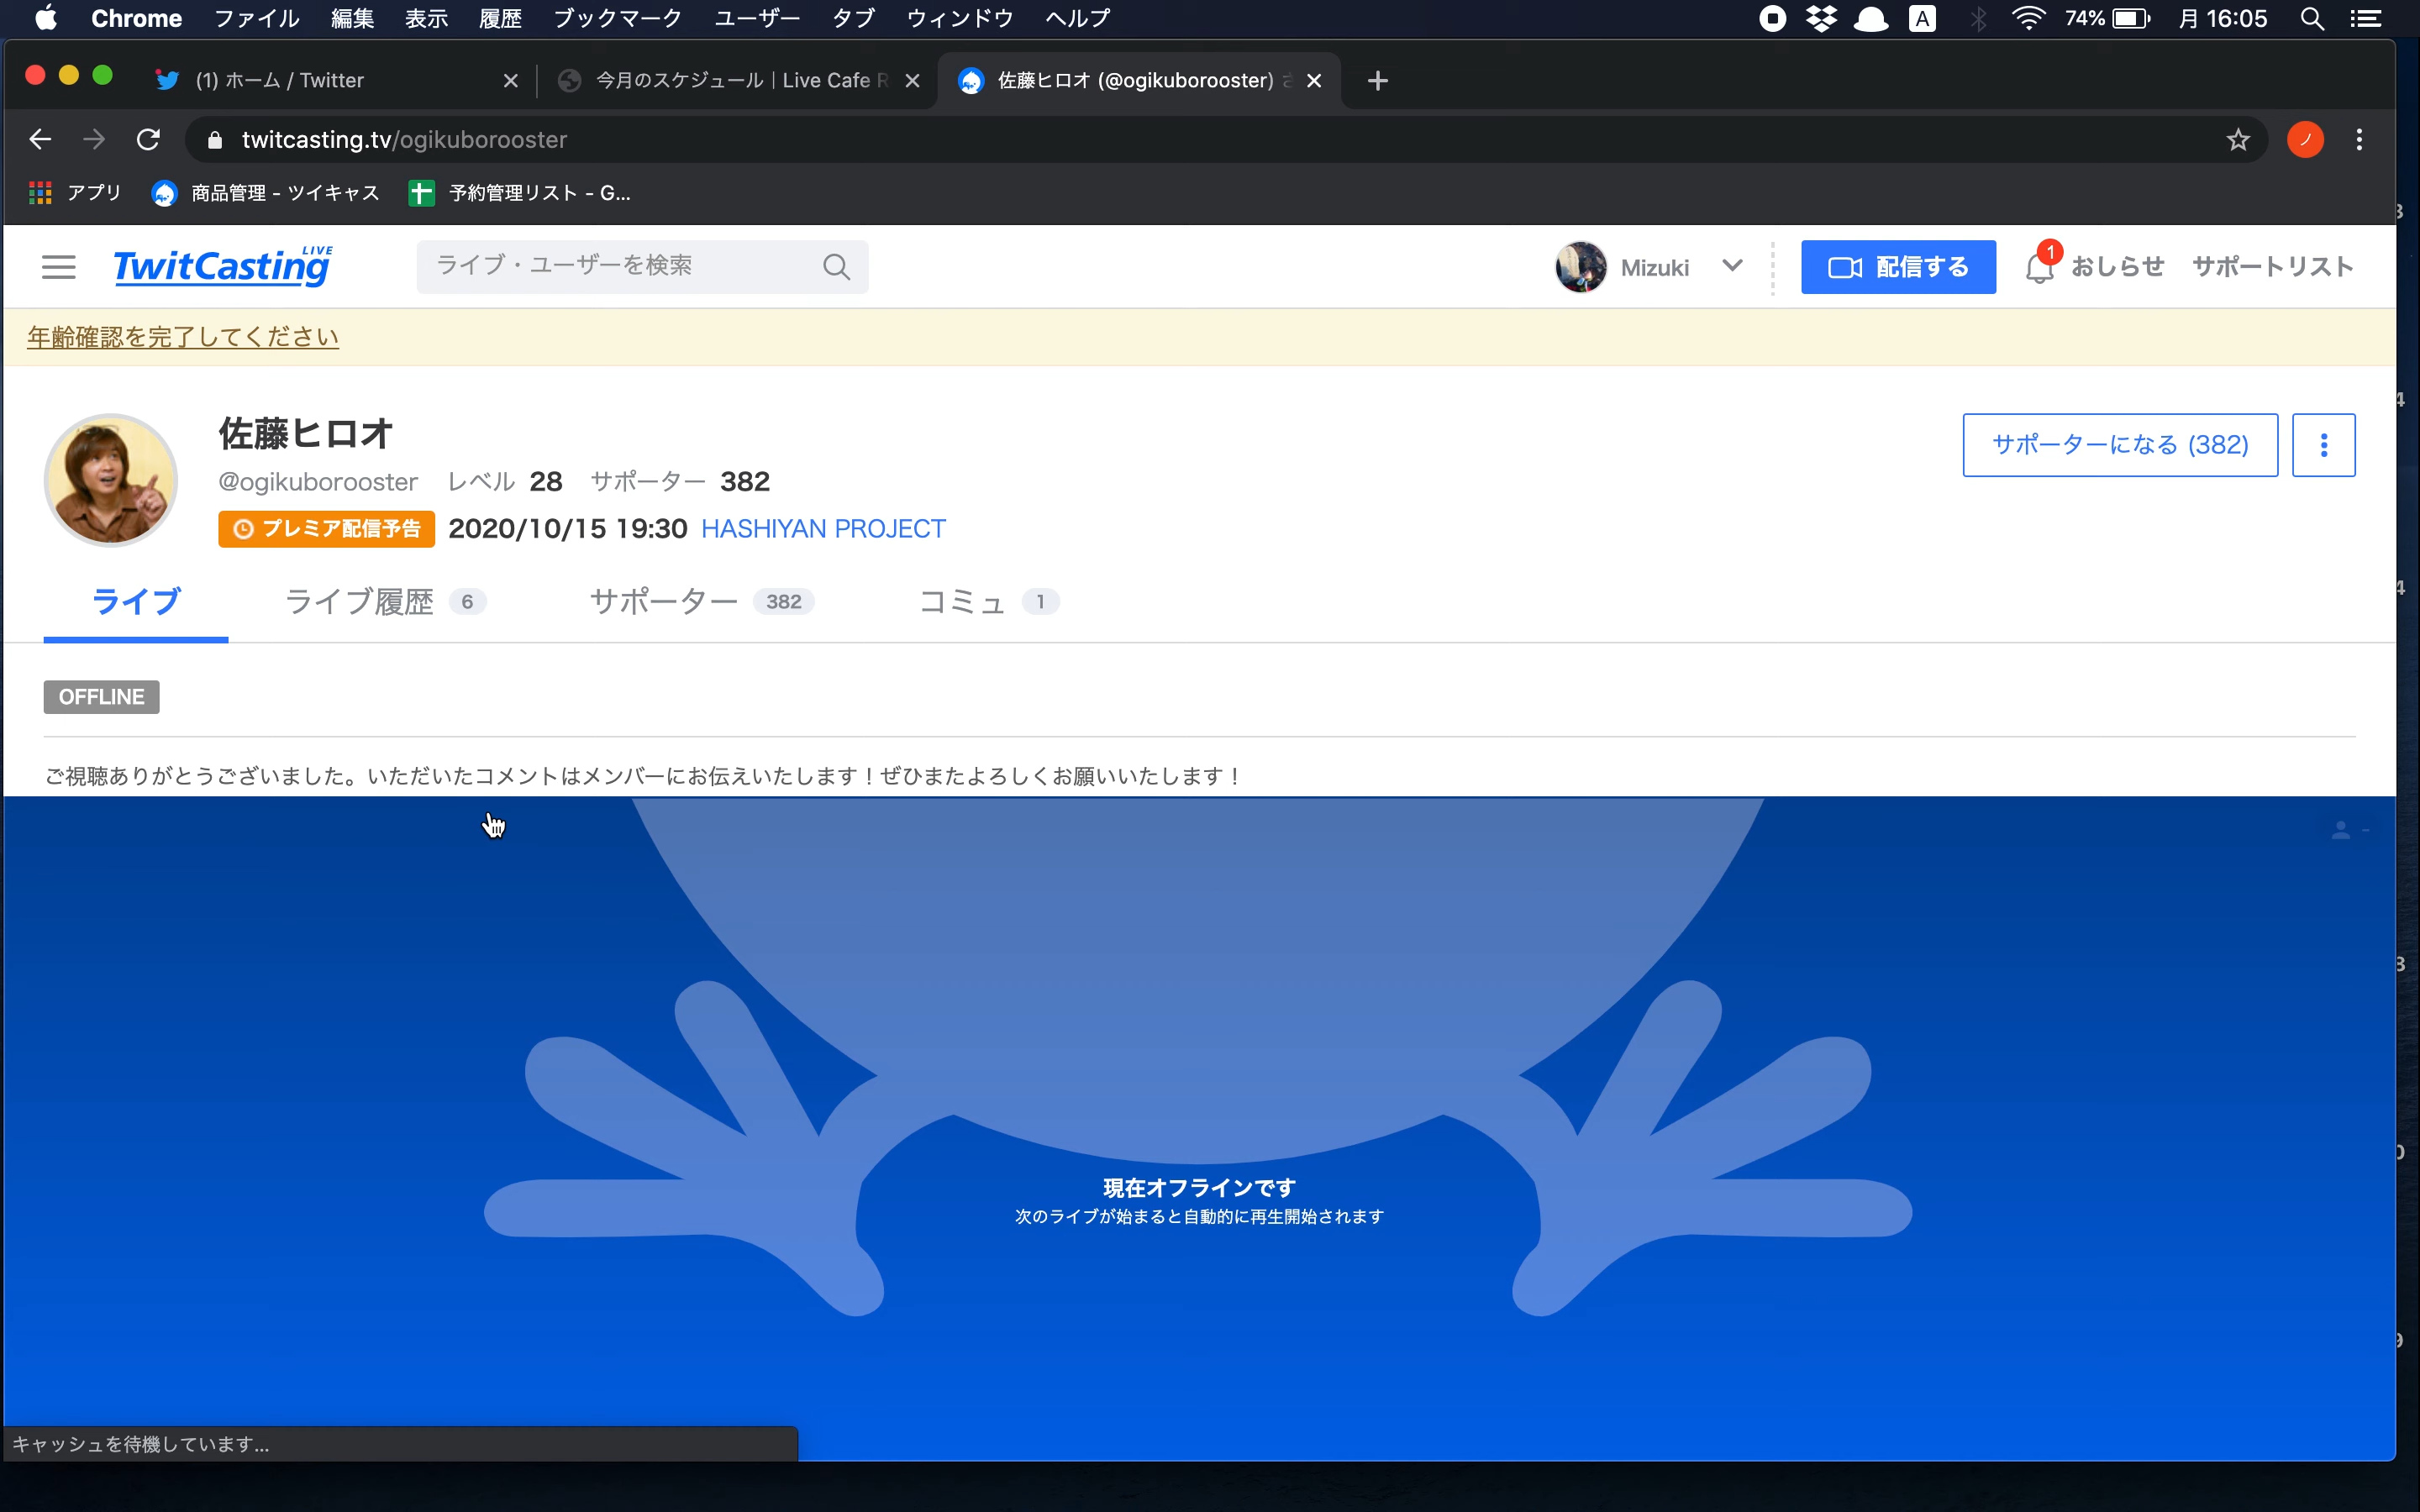 Chrome ファイル 編集 表示 履歴 ブックマーク ユーザー タブ ウィンドウ ヘルプ A 74% 月 16:05
(1) ホーム / Twitter 今月のスケジュール | Live Cafe R 佐藤ヒロオ (@ogikuborooster) さ
twitcasting.tv/ogikuborooster ノ
アプリ 商品管理 - ツイキャス 予約管理リスト - G...
TwitCasting LIVE ライブ・ユーザーを検索 Mizuki 配信する 1 おしらせ サポートリスト
年齢確認を完了してください
佐藤ヒロオ
サポーターになる (382)
@ogikuborooster レベル 28 サポーター 382
プレミア配信予告 2020/10/15 19:30 HASHIYAN PROJECT
ライブ ライブ履歴 6 サポーター 382 コミュ 1
OFFLINE
ご視聴ありがとうございました。いただいたコメントはメンバーにお伝えいたします！ぜひまたよろしくお願いいたします！
-
現在オフラインです
次のライブが始まると自動的に再生開始されます
キャッシュを待機しています...